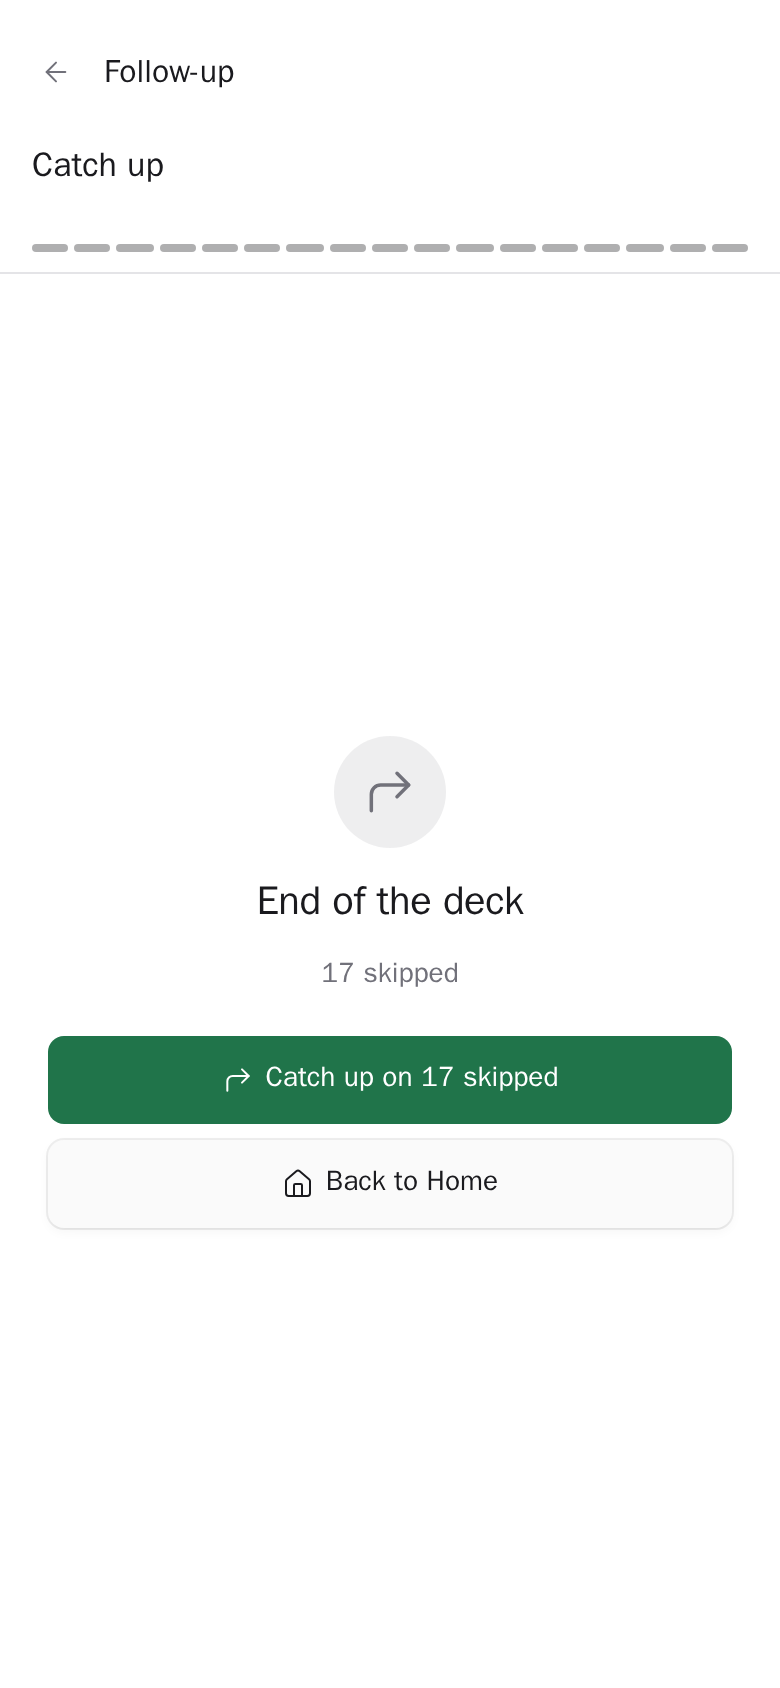 Follow-up
Catch up
End of the deck
17 skipped
Catch up on 17 skipped
Back to Home